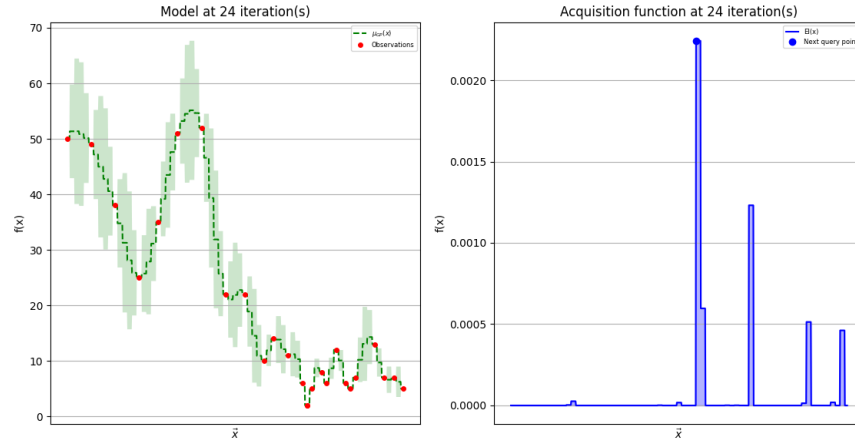 Model at 24 iteration(s)
μ_GP(x)
Observations
f(x)
70
60
50
40
30
20
10
0
x⃗
Acquisition function at 24 iteration(s)
EI(x)
Next query point
f(x)
0.0020
0.0015
0.0010
0.0005
0.0000
x⃗